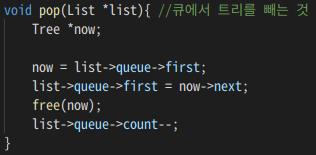 void pop(List *list){ //큐에서 트리를 빼는 것
    Tree *now;
    now = list->queue->first;
    list->queue->first = now->next;
    free(now);
    list->queue->count--;
}